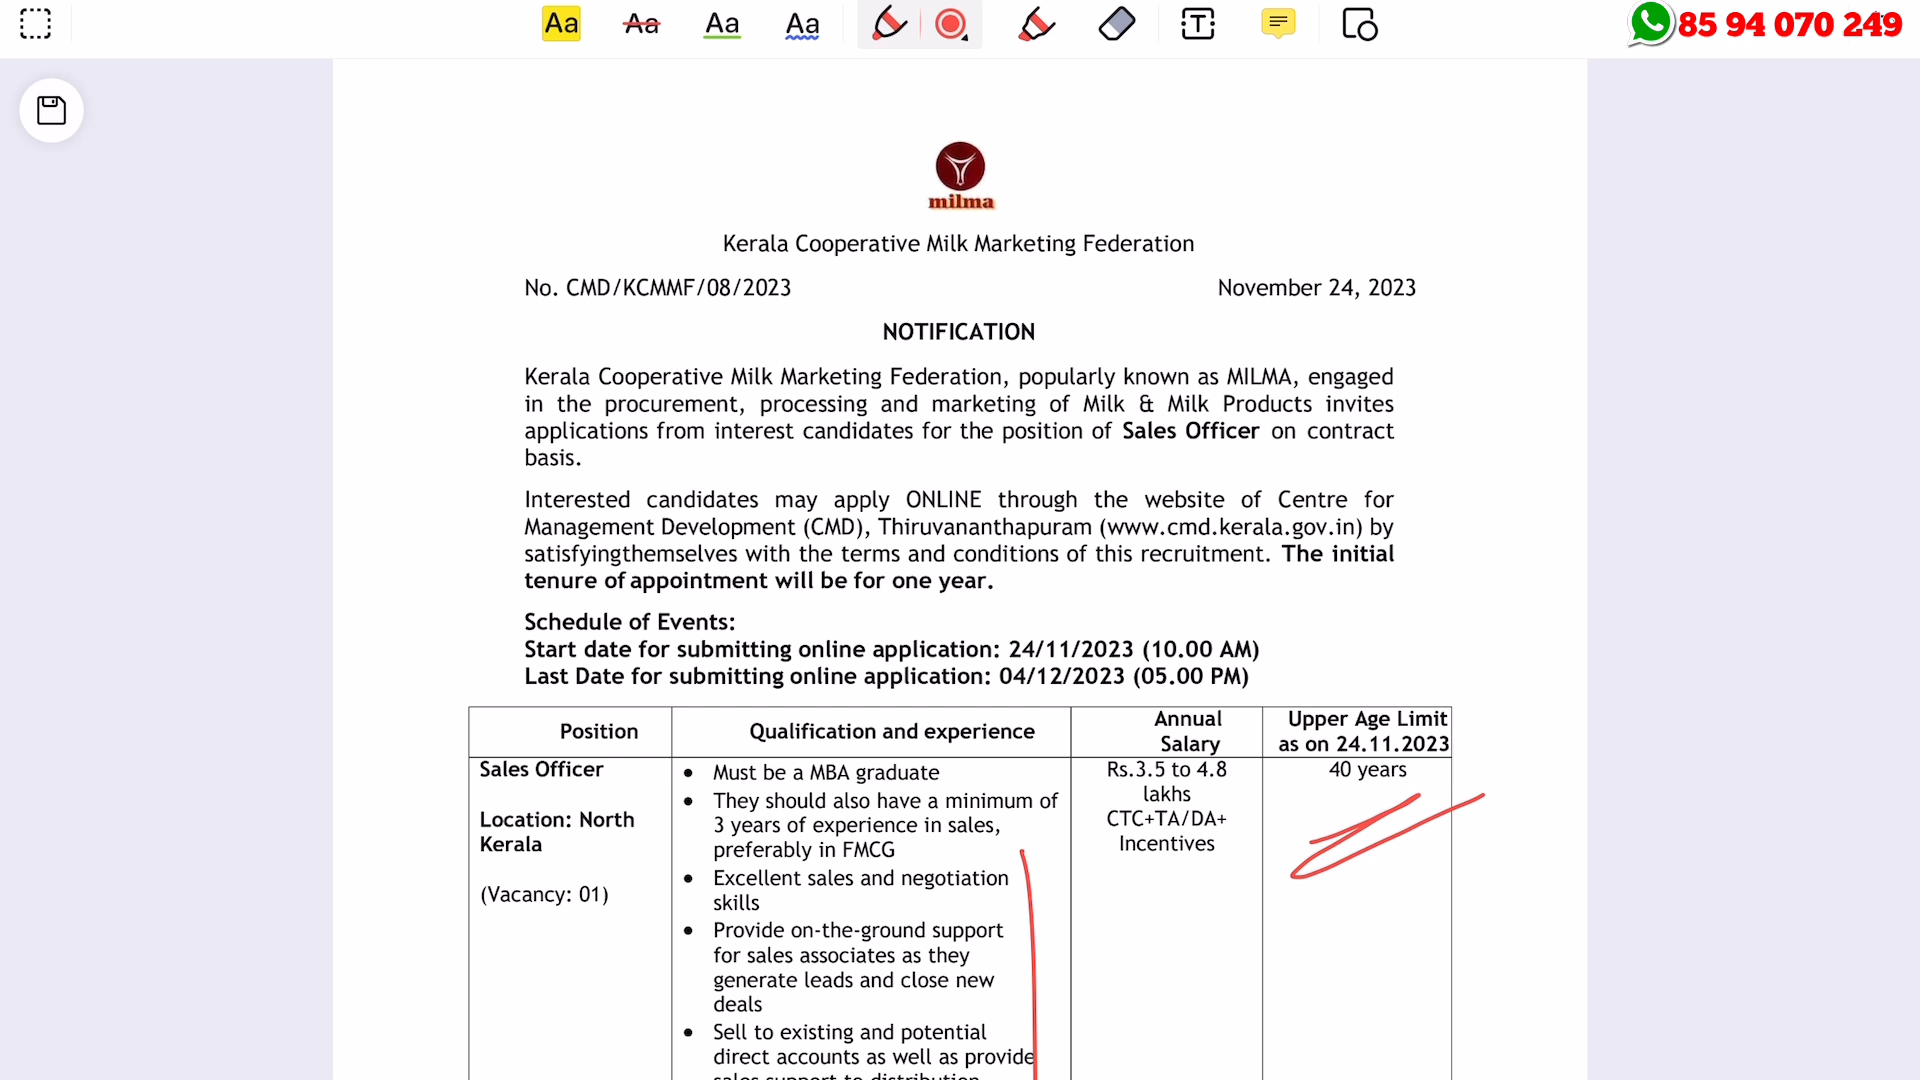 Aa Aa Aa Aa T
85 94 070 249
milma
Kerala Cooperative Milk Marketing Federation
No. CMD/KCMMF/08/2023 November 24, 2023
NOTIFICATION
Kerala Cooperative Milk Marketing Federation, popularly known as MILMA, engaged
in the procurement, processing and marketing of Milk & Milk Products invites
applications from interest candidates for the position of Sales Officer on contract
basis.
Interested candidates may apply ONLINE through the website of Centre for
Management Development (CMD), Thiruvananthapuram (www.cmd.kerala.gov.in) by
satisfyingthemselves with the terms and conditions of this recruitment. The initial
tenure of appointment will be for one year.
Schedule of Events:
Start date for submitting online application: 24/11/2023 (10.00 AM)
Last Date for submitting online application: 04/12/2023 (05.00 PM)
Position
Qualification and experience
Annual
Salary
Upper Age Limit
as on 24.11.2023
Sales Officer
Location: North
Kerala
(Vacancy: 01)
• Must be a MBA graduate
• They should also have a minimum of
3 years of experience in sales,
preferably in FMCG
• Excellent sales and negotiation
skills
• Provide on-the-ground support
for sales associates as they
generate leads and close new
deals
• Sell to existing and potential
direct accounts as well as provide
sales support to distribution
Rs.3.5 to 4.8
lakhs
CTC+TA/DA+
Incentives
40 years